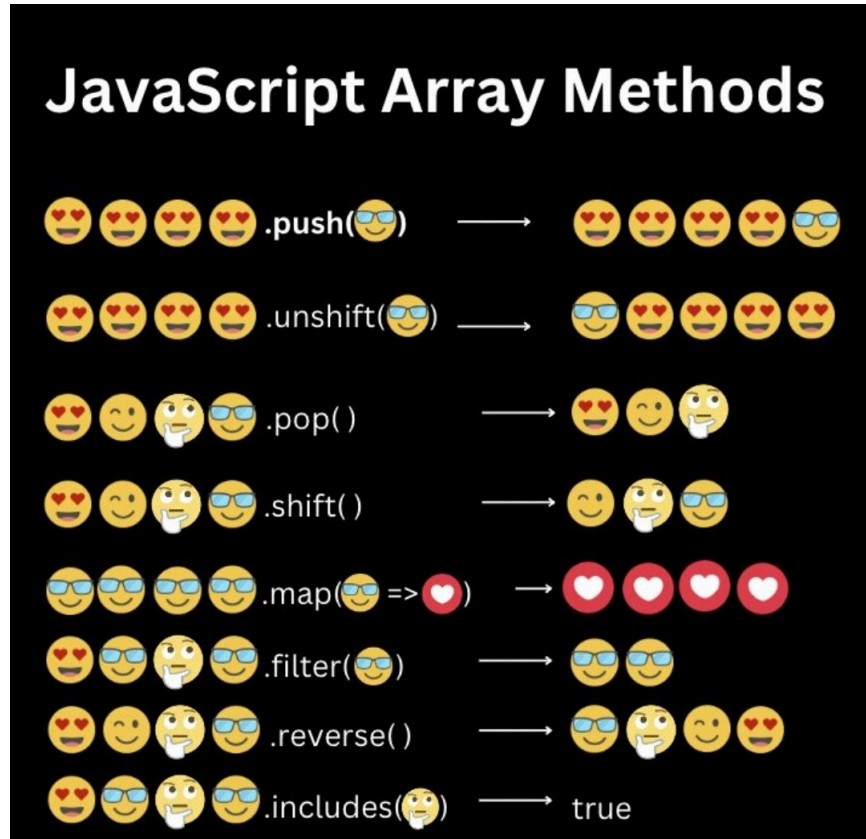 JavaScript Array Methods
😍😍😍😍.push(😎) ⟶ 😍😍😍😍😎
😍😍😍😍.unshift(😎) ⟶ 😎😍😍😍😍
😍😉🤔😎.pop( ) ⟶ 😍😉🤔
😍😉🤔😎.shift( ) ⟶ 😉🤔😎
😎😎😎😎.map(😎 => ❤) ⟶ ❤❤❤❤
😍😎🤔😎.filter(😎) ⟶ 😎😎
😍😉🤔😎.reverse( ) ⟶ 😎🤔😉😍
😍😎🤔😎.includes(🤔) ⟶ true